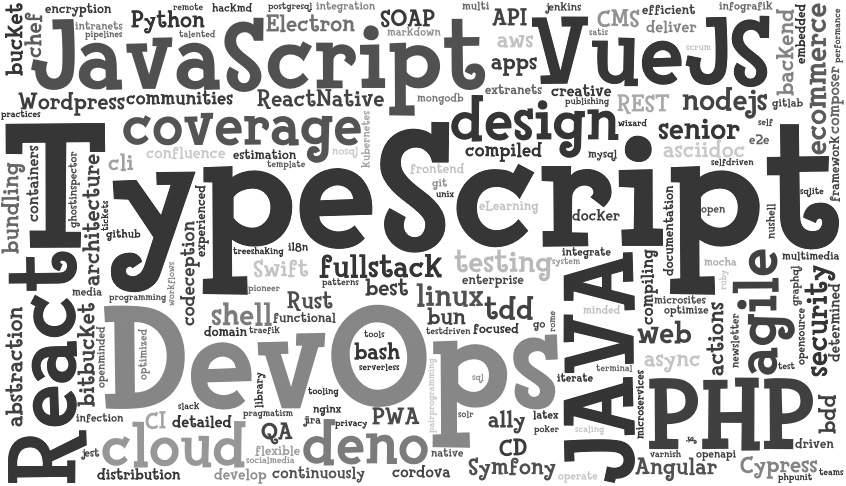 encryption
remote
hackmd
postgresql
integration
multi
jenkins
efficient
infografik
bucket
chef
intranets
pipelines
Python
talented
Electron
SOAP
markdown
API
CMS
satis
deliver
backend
embedded
ecommerce
performance
JavaScript
aws
apps
VueJS
scrum
Wordpress
communities
ReactNative
mongodb
extranets
creative
publishing
REST
nodejs
gitlab
composer
framework
practices
coverage
kubernetes
design
wizard
senior
self
e2e
containers
bundling
ghostinspector
architecture
tickets
cli
confluence
estimation
template
nosql
compiled
mysql
asciidoc
selfdriven
frontend
git
unix
TypeScript
eLearning
docker
open
documentation
nushell
sqlite
github
experienced
codeception
treeshaking
i18n
Swift
pioneer
fullstack
patterns
testing
system
enterprise
integrate
compiling
mocha
ruby
multimedia
React
media
programming
workflows
best
linux
tdd
JAVA
minded
microsites
optimize
agile
graphql
opensource
security
determined
abstraction
bitbucket
openminded
optimized
shell
Rust
functional
domain
traefik
bun
testdriven
focused
go
rome
web
async
actions
newsletter
test
DevOps
tools
bash
serverless
pairprogramming
sql
iterate
terminal
microservices
PHP
bdd
library
tooling
slack
pragmatism
nginx
jira
privacy
PWA
solr
ally
latex
poker
scaling
infection
CI
detailed
QA
flexible
socialmedia
deno
native
CD
varnish
openapi
driven
jest
cloud
distribution
develop
continuously
cordova
Symfony
operate
Angular
Cypress
phpunit
teams